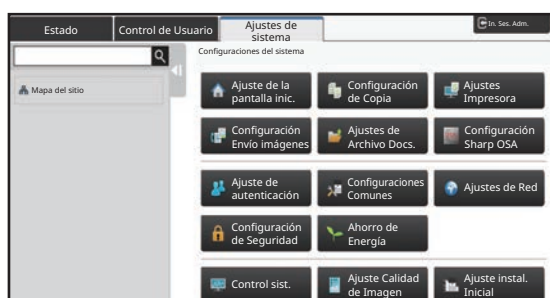 Estado
Control de Usuario
Ajustes de
sistema
In. Ses. Adm.
Configuraciones del sistema
Mapa del sitio
Ajuste de la
pantalla inic.
Configuración
de Copia
Ajustes
Impresora
Configuración
Envío imágenes
Ajustes de
Archivo Docs.
Configuración
Sharp OSA
Ajuste de
autenticación
Configuraciones
Comunes
Ajustes de Red
Configuración
de Seguridad
Ahorro de
Energía
Control sist.
Ajuste Calidad
de Imagen
Ajuste instal.
Inicial